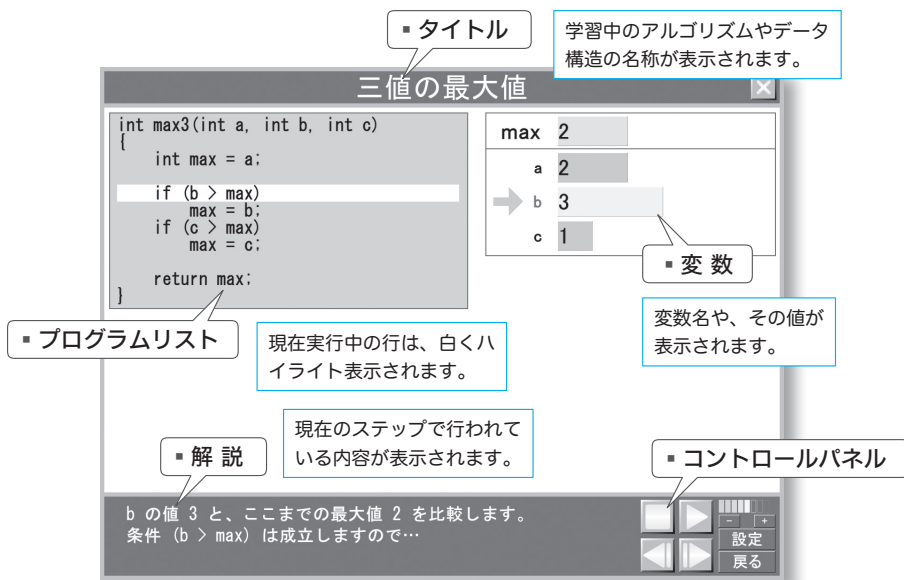 ▪ タイトル
学習中のアルゴリズムやデータ
構造の名称が表示されます。
三値の最大値
int max3(int a, int b, int c)
{
int max = a;
if (b > max)
max = b;
if (c > max)
max = c;
return max;
}
max 2
a 2
b 3
c 1
▪ 変 数
変数名や、その値が
表示されます。
▪ プログラムリスト
現在実行中の行は、白くハ
イライト表示されます。
現在のステップで行われて
いる内容が表示されます。
▪ 解 説
▪ コントロールパネル
b の値 3 と、ここまでの最大値 2 を比較します。
条件 (b > max) は成立しますので…
- +
設定
戻る